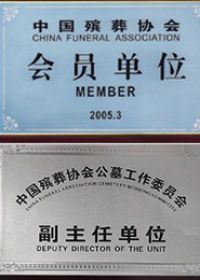 中国殡葬协会
CHINA FUNERAL ASSOCIATION
会员单位
MEMBER
2005.3
中国殡葬协会公墓工作委员会
CHINA FUNERAL ASSOCIATION CEMETERY WORKING COMMITTEE
副主任单位
DEPUTY DIRECTOR OF THE UNIT